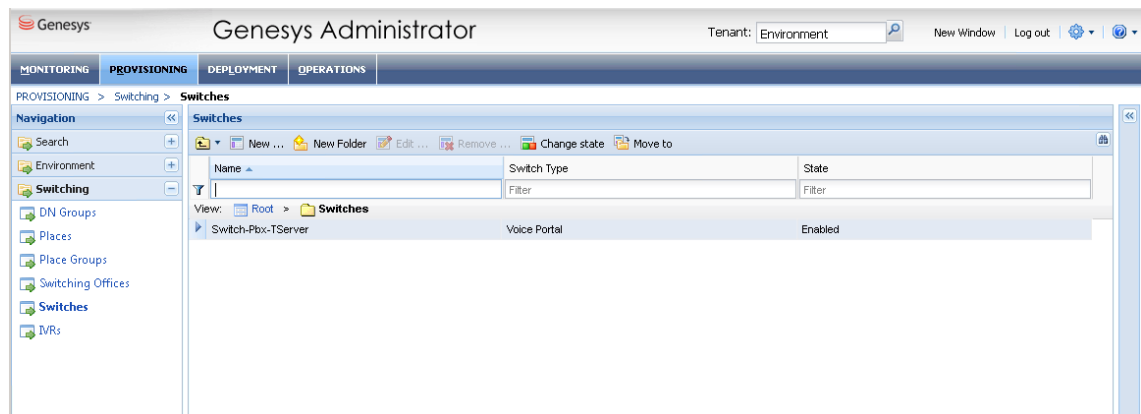 Genesys Genesys Administrator Tenant: Environment New Window Log out
MONITORING PROVISIONING DEPLOYMENT OPERATIONS
PROVISIONING > Switching > Switches
Navigation
Search
Environment
Switching
DN Groups
Places
Place Groups
Switching Offices
Switches
IVRs
Switches
New ... New Folder Edit ... Remove ... Change state Move to
Name Switch Type State
Filter Filter
View: Root > Switches
Switch-Pbx-TServer Voice Portal Enabled